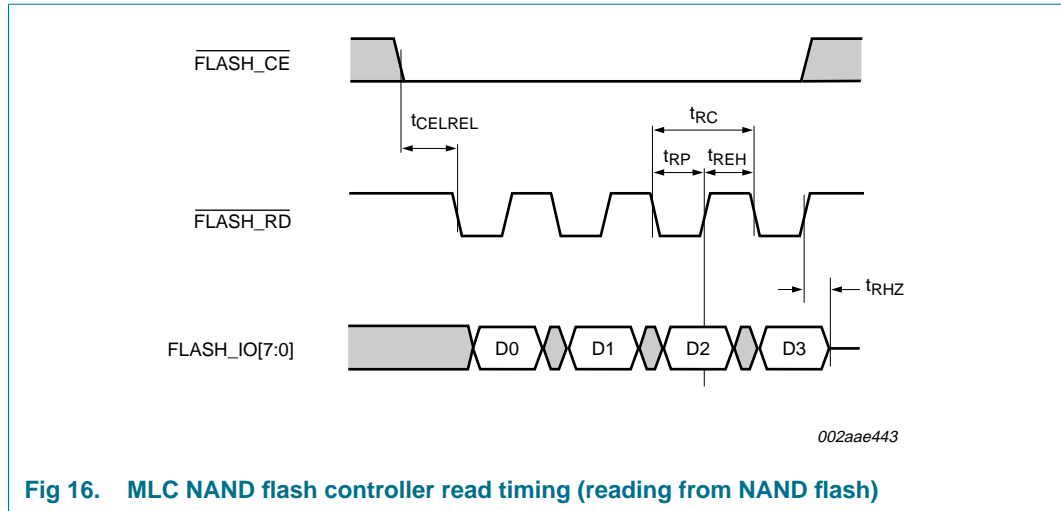 FLASH_CE
tCELREL
tRC
tRP
tREH
FLASH_RD
tRHZ
FLASH_IO[7:0]
D0
D1
D2
D3
002aae443
Fig 16. MLC NAND flash controller read timing (reading from NAND flash)